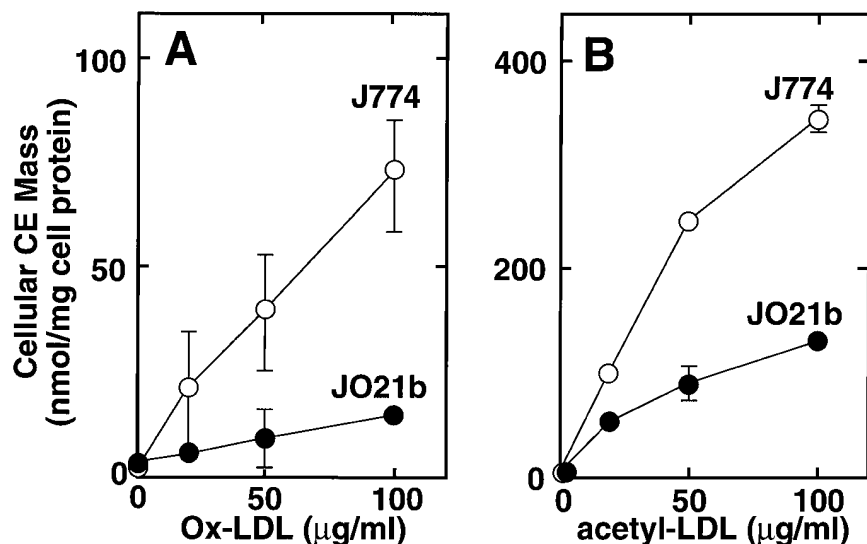 Cellular CE Mass
(nmol/mg cell protein)
A
100
50
0
J774
JO21b
0 50 100
Ox-LDL (μg/ml)
B
400
200
0
J774
JO21b
0 50 100
acetyl-LDL (μg/ml)